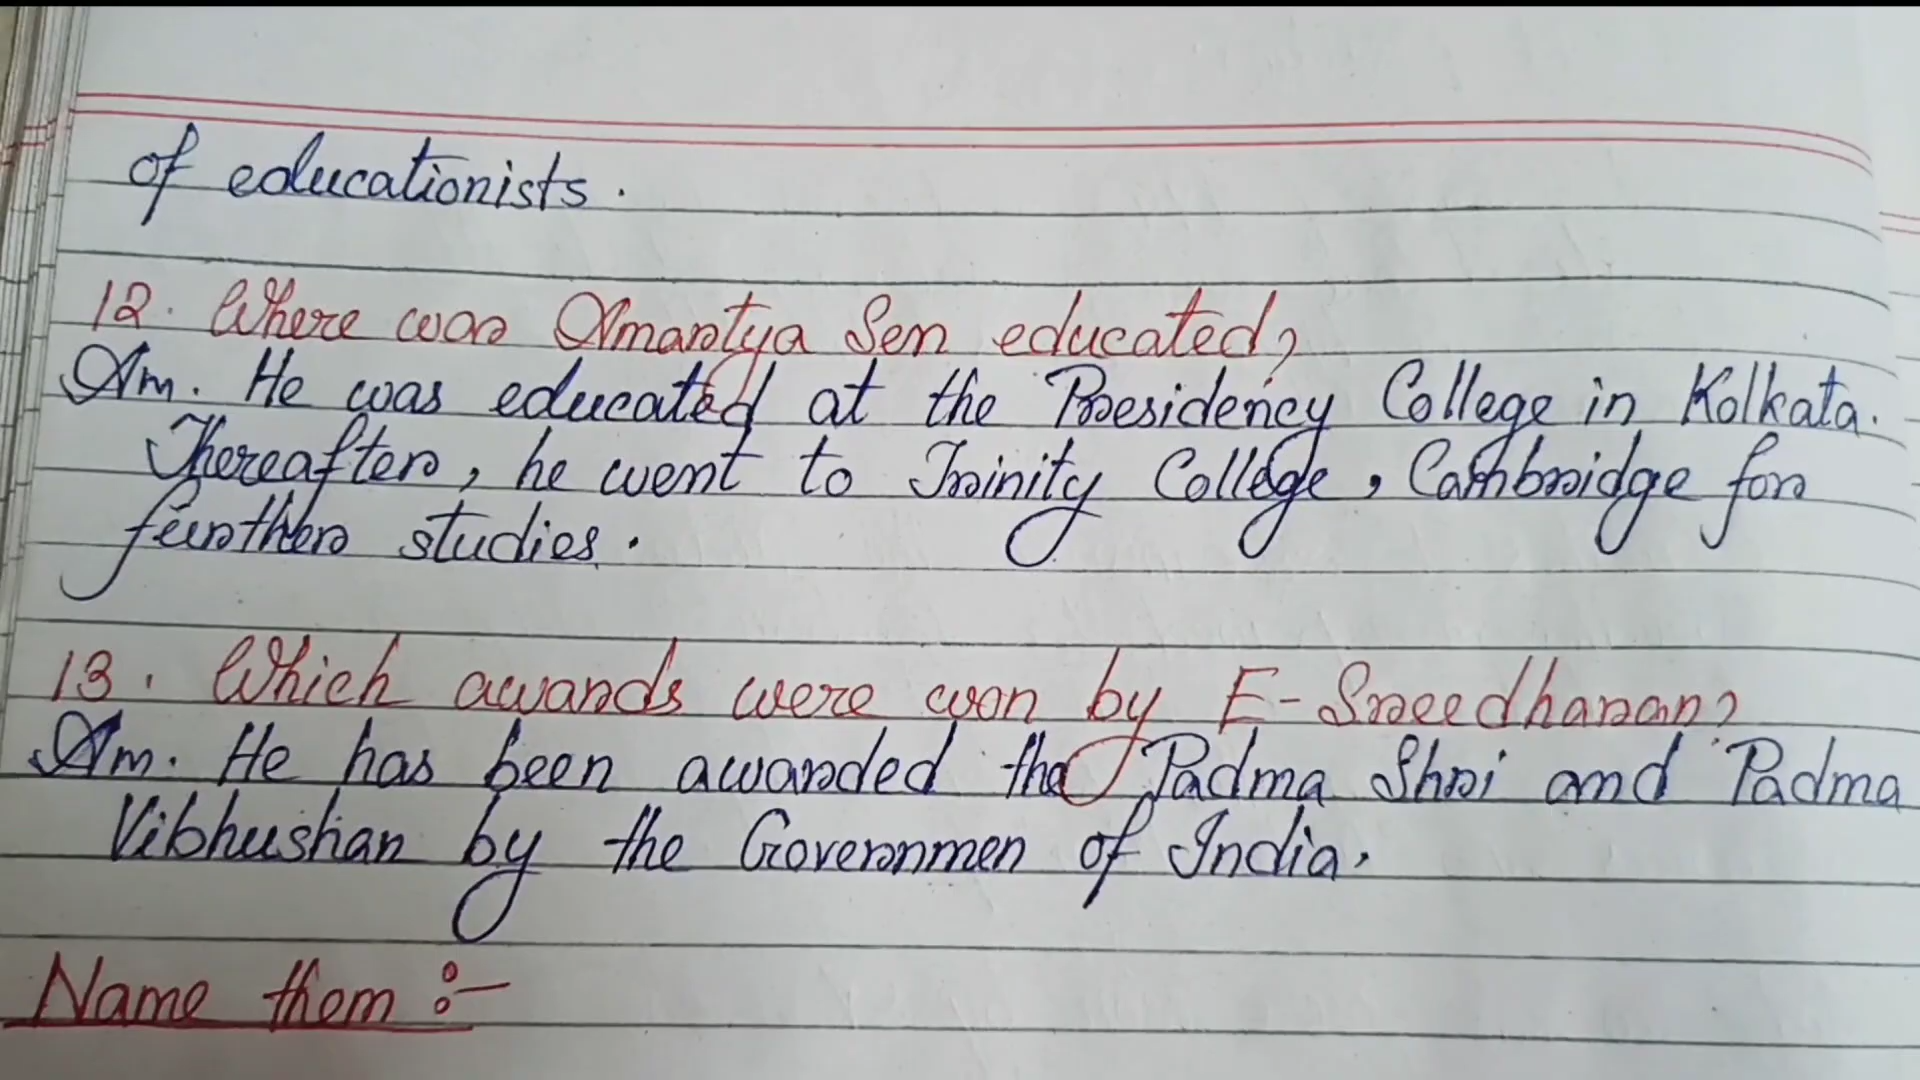 of educationists.
12. Where was Amartya Sen educated?
Ans. He was educated at the Presidency College in Kolkata.
Thereafter, he went to Trinity College, Cambridge for
further studies.
13. Which awards were won by E-Sreedharan?
Ans. He has been awarded the Padma Shri and Padma
Vibhushan by the Governmen of India.
Name them :-